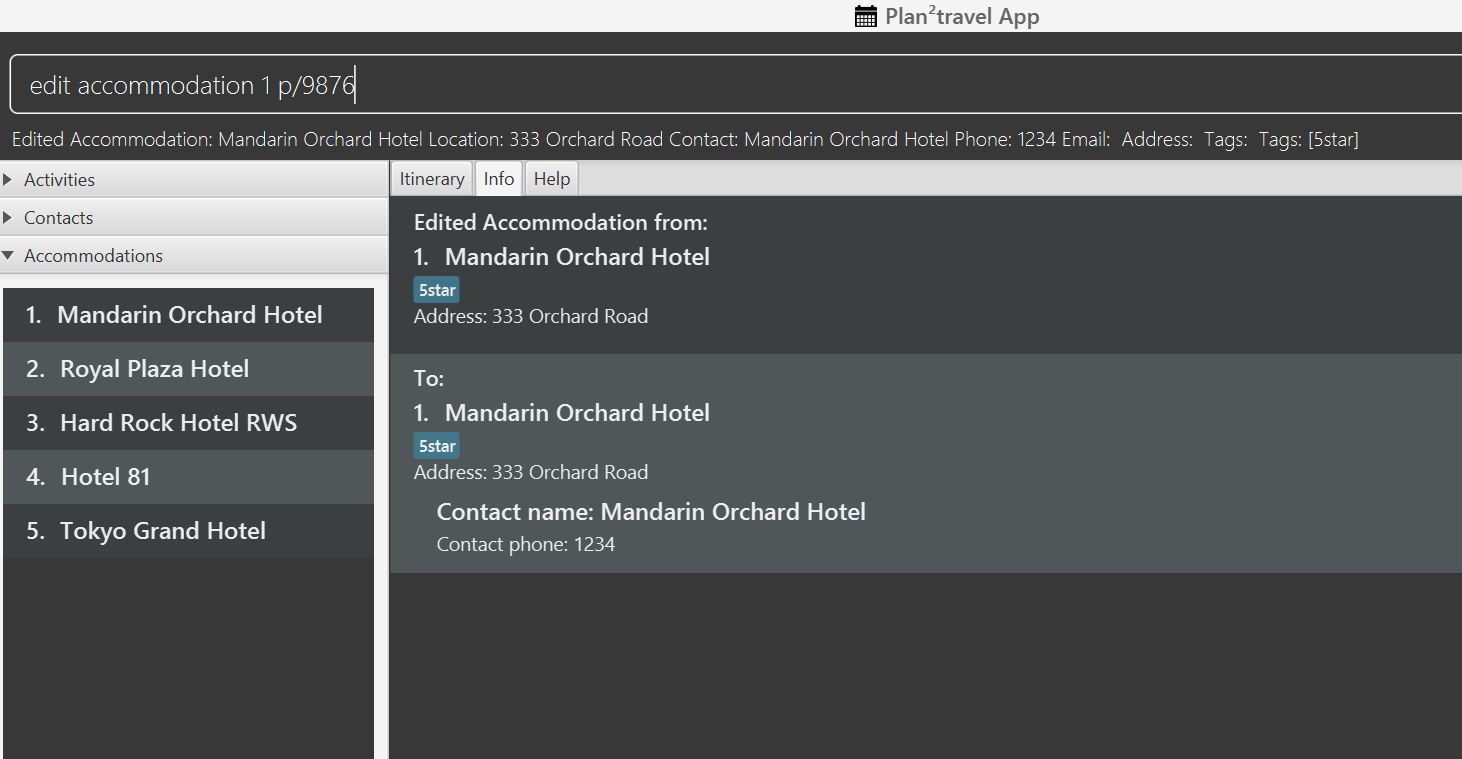 Plan²travel App
edit accommodation 1 p/9876
Edited Accommodation: Mandarin Orchard Hotel Location: 333 Orchard Road Contact: Mandarin Orchard Hotel Phone: 1234 Email:  Address:  Tags:  Tags: [5star]
Activities
Contacts
Accommodations
1. Mandarin Orchard Hotel
2. Royal Plaza Hotel
3. Hard Rock Hotel RWS
4. Hotel 81
5. Tokyo Grand Hotel
Itinerary Info Help
Edited Accommodation from:
1. Mandarin Orchard Hotel
5star
Address: 333 Orchard Road
To:
1. Mandarin Orchard Hotel
5star
Address: 333 Orchard Road
Contact name: Mandarin Orchard Hotel
Contact phone: 1234